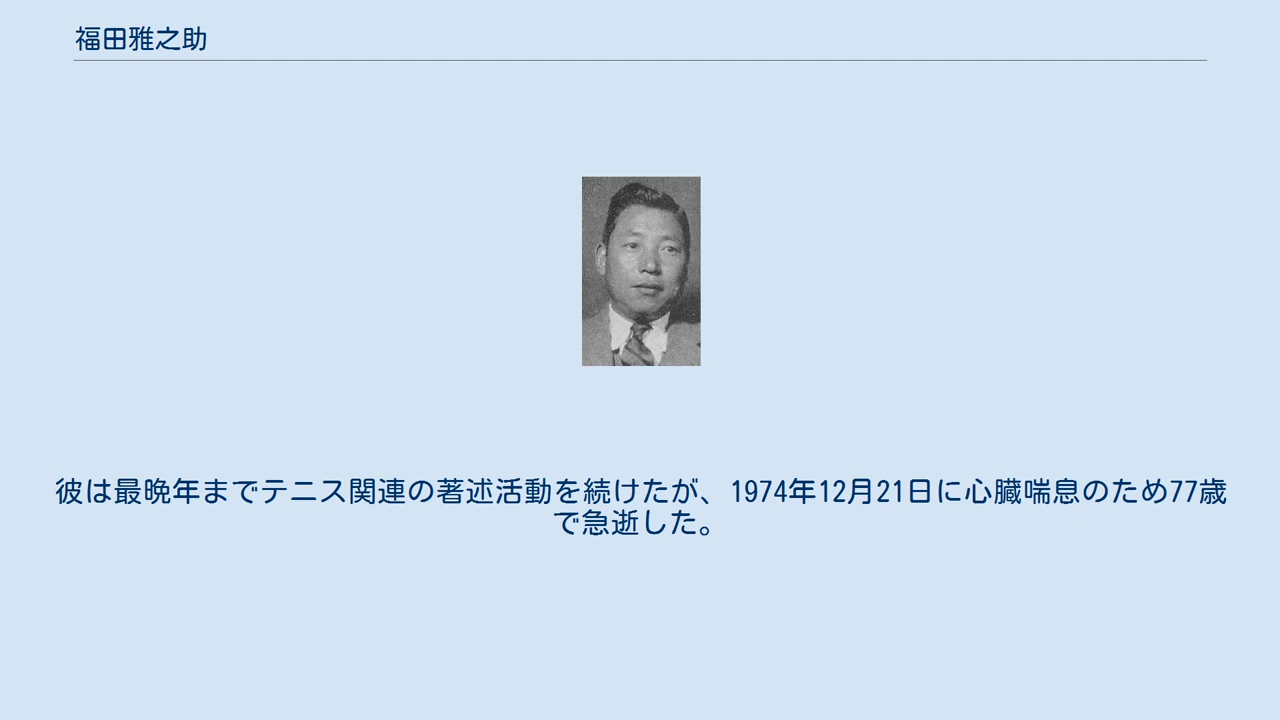 福田雅之助
彼は最晩年までテニス関連の著述活動を続けたが、1974年12月21日に心臓喘息のため77歳
で急逝した。